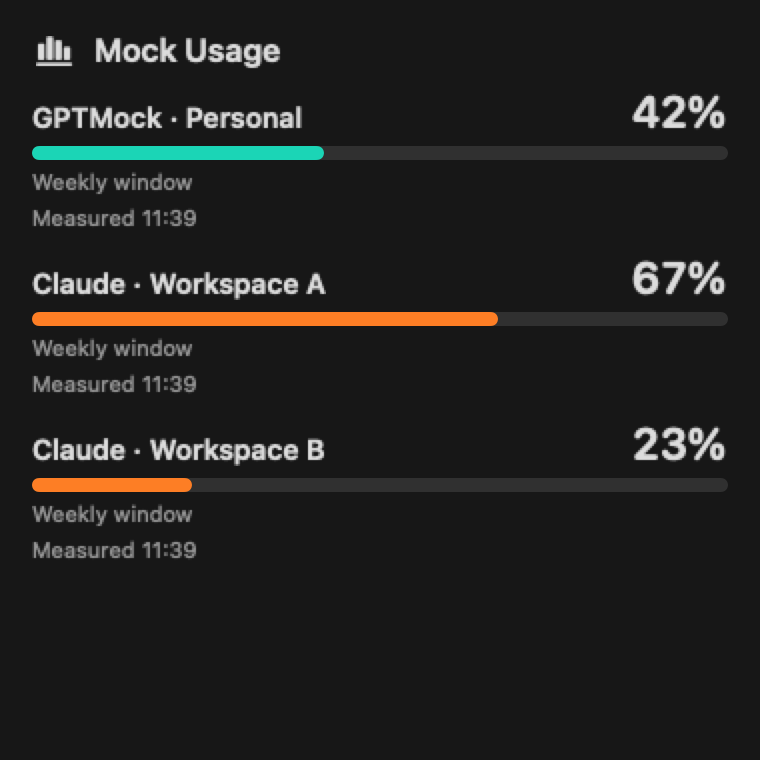 Mock Usage
GPTMock · Personal 42%
Weekly window
Measured 11:39
Claude · Workspace A 67%
Weekly window
Measured 11:39
Claude · Workspace B 23%
Weekly window
Measured 11:39